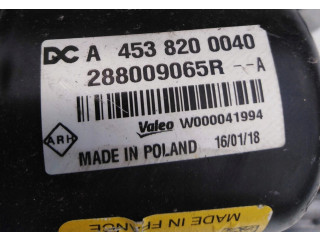 DC A 453 820 0040
288009065R --A
ARH
Valeo W000041994
MADE IN POLAND 16/01/18
MADE IN FRANCE